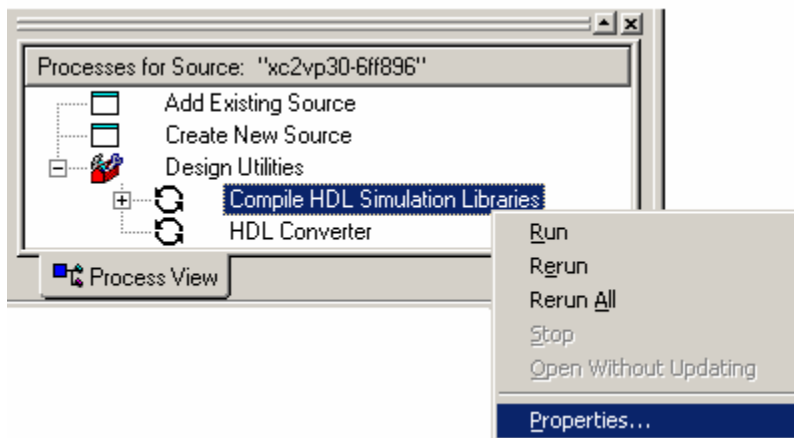 Processes for Source: "xc2vp30-6ff896"
Add Existing Source
Create New Source
Design Utilities
Compile HDL Simulation Libraries
HDL Converter
Process View
Run
Rerun
Rerun All
Stop
Open Without Updating
Properties...